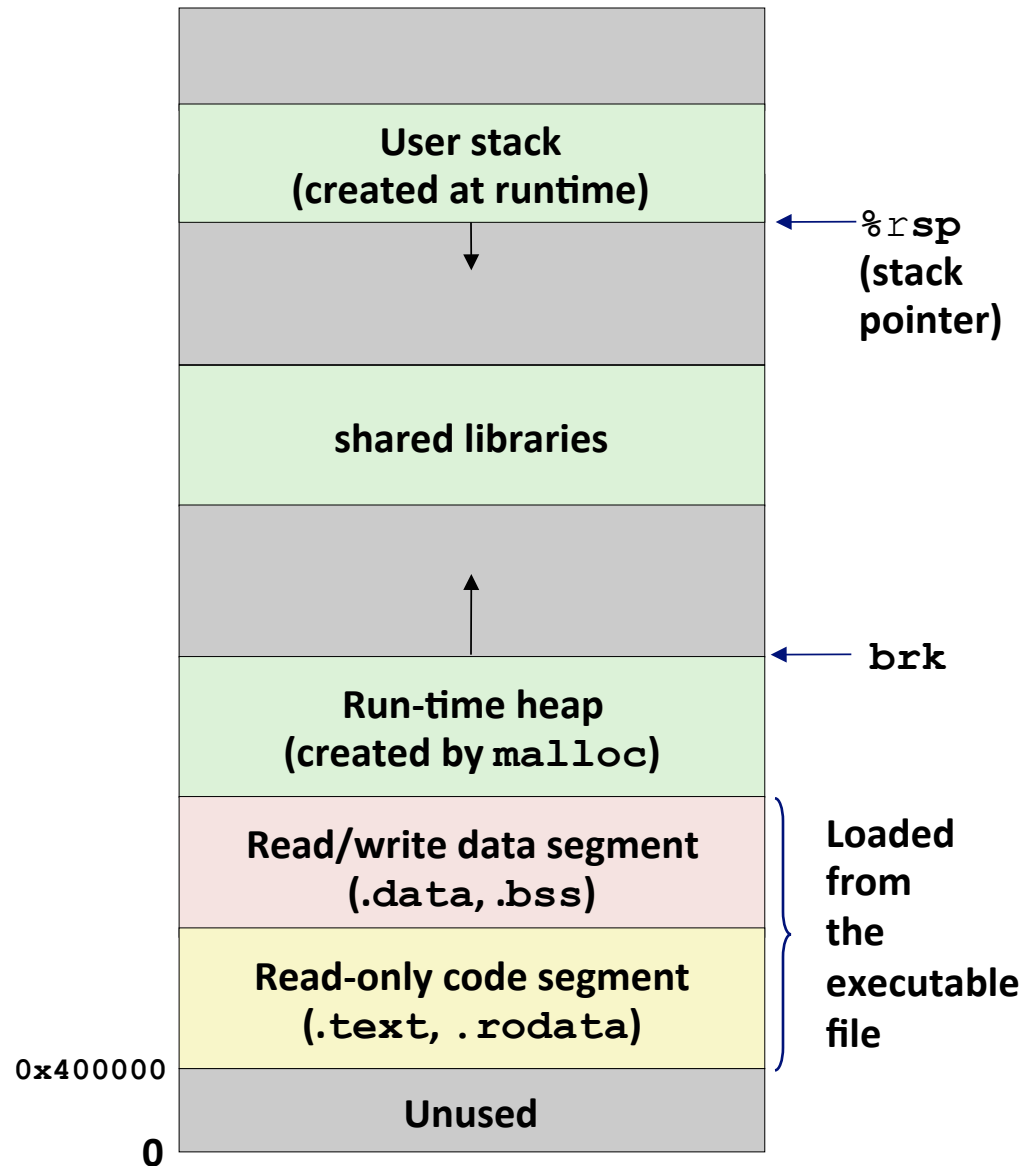 User stack
(created at runtime)
%rsp
(stack
pointer)
shared libraries
brk
Run-time heap
(created by malloc)
Read/write data segment
(.data, .bss)
Loaded
from
the
executable
file
Read-only code segment
(.text, .rodata)
0x400000
Unused
0